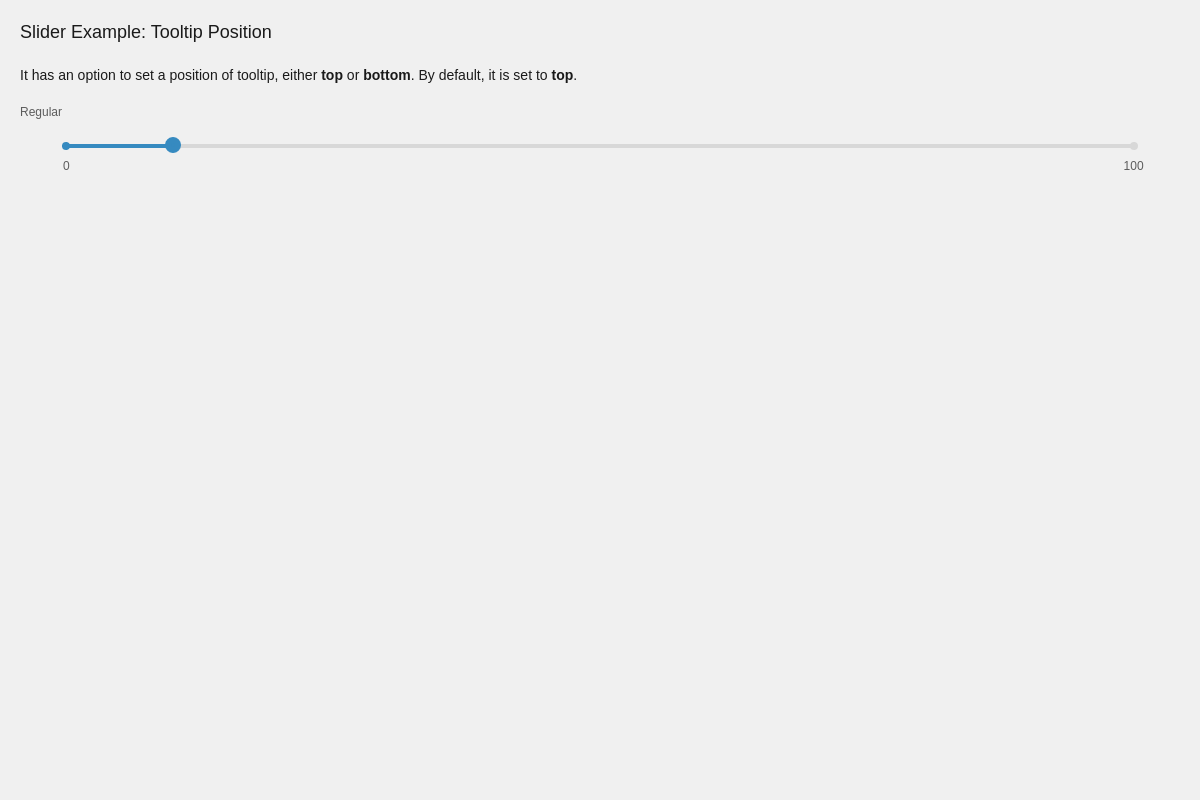 Slider Example: Tooltip Position
It has an option to set a position of tooltip, either top or bottom. By default, it is set to top.
Regular
0 100